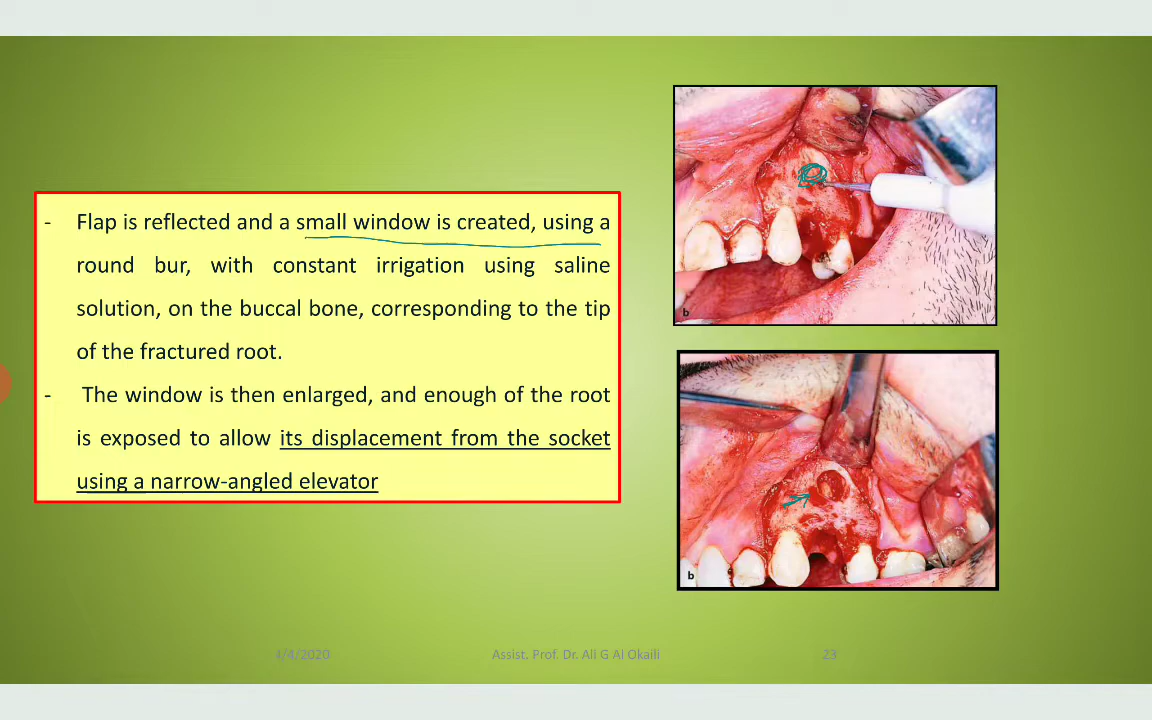 - Flap is reflected and a small window is created, using a
round bur, with constant irrigation using saline
solution, on the buccal bone, corresponding to the tip
of the fractured root.
- The window is then enlarged, and enough of the root
is exposed to allow its displacement from the socket
using a narrow-angled elevator
b
b
4/4/2020 Assist. Prof. Dr. Ali G Al Okaili 23